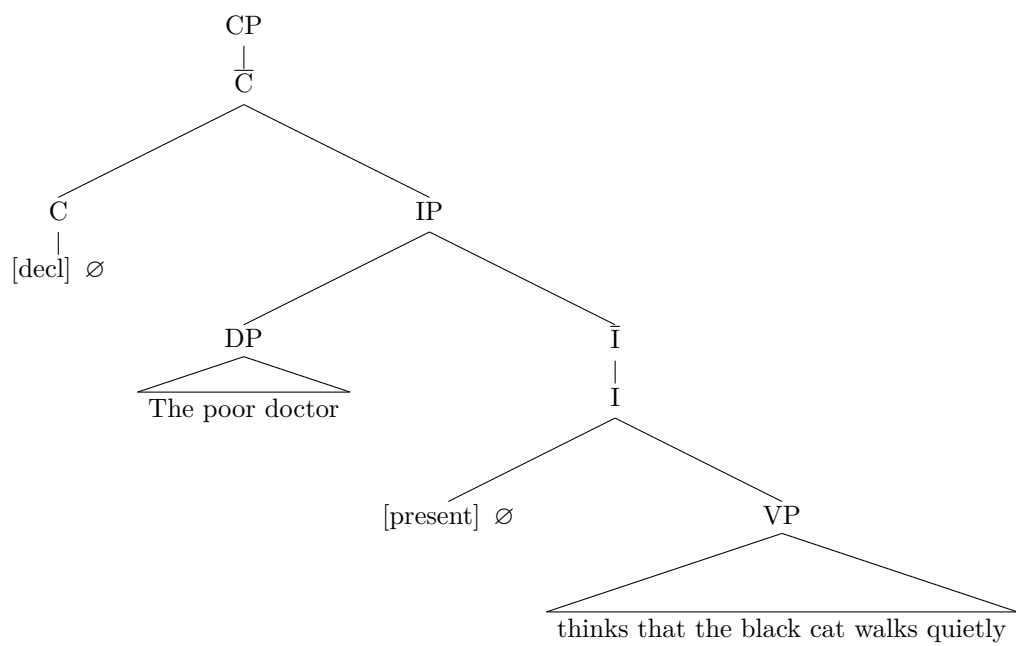 CP
C̅
C IP
[decl] ∅
DP I̅
The poor doctor I
[present] ∅ VP
thinks that the black cat walks quietly